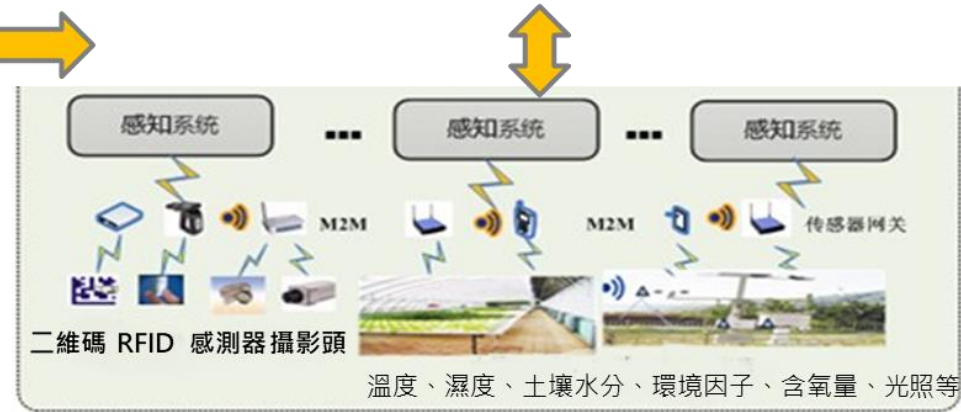 感知系统 ▪▪▪ 感知系统 ▪▪▪ 感知系统
M2M M2M 传感器网关
二維碼 RFID 感測器 攝影頭
溫度、濕度、土壤水分、環境因子、含氧量、光照等